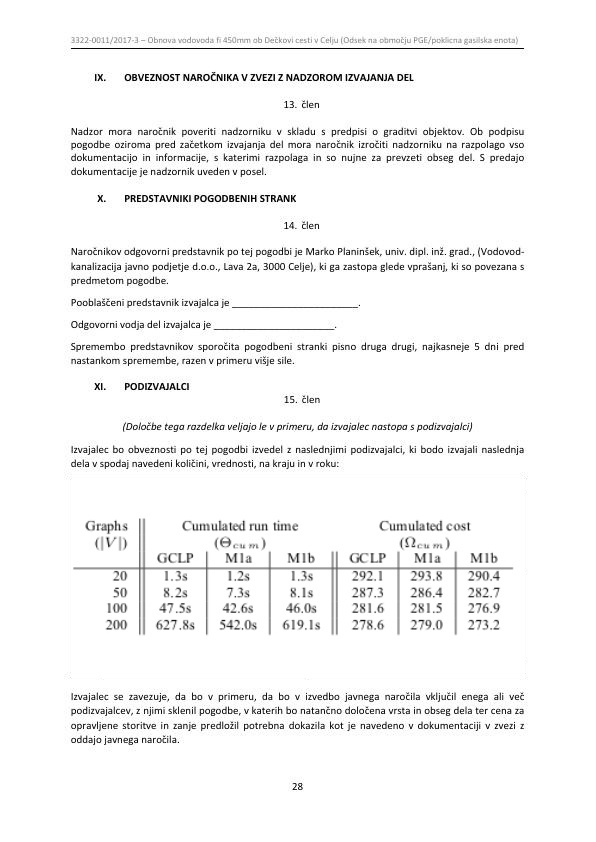 3322-0011/2017-3 – Obnova vodovoda fi 450mm ob Dečkovi cesti v Celju (Odsek na območju PGE/poklicna gasilska enota)
IX. OBVEZNOST NAROČNIKA V ZVEZI Z NADZOROM IZVAJANJA DEL
13. člen
Nadzor mora naročnik poveriti nadzorniku v skladu s predpisi o graditvi objektov. Ob podpisu
pogodbe oziroma pred začetkom izvajanja del mora naročnik izročiti nadzorniku na razpolago vso
dokumentacijo in informacije, s katerimi razpolaga in so nujne za prevzeti obseg del. S predajo
dokumentacije je nadzornik uveden v posel.
X. PREDSTAVNIKI POGODBENIH STRANK
14. člen
Naročnikov odgovorni predstavnik po tej pogodbi je Marko Planinšek, univ. dipl. inž. grad., (Vodovod-
kanalizacija javno podjetje d.o.o., Lava 2a, 3000 Celje), ki ga zastopa glede vprašanj, ki so povezana s
predmetom pogodbe.
Pooblaščeni predstavnik izvajalca je _______________________.
Odgovorni vodja del izvajalca je ______________________.
Spremembo predstavnikov sporočita pogodbeni stranki pisno druga drugi, najkasneje 5 dni pred
nastankom spremembe, razen v primeru višje sile.
XI. PODIZVAJALCI
15. člen
(Določbe tega razdelka veljajo le v primeru, da izvajalec nastopa s podizvajalci)
Izvajalec bo obveznosti po tej pogodbi izvedel z naslednjimi podizvajalci, ki bodo izvajali naslednja
dela v spodaj navedeni količini, vrednosti, na kraju in v roku:
Graphs Cumulated run time Cumulated cost
(|V|) (Θcum) (Ωcum)
GCLP M1a M1b GCLP M1a M1b
20 1.3s 1.2s 1.3s 292.1 293.8 290.4
50 8.2s 7.3s 8.1s 287.3 286.4 282.7
100 47.5s 42.6s 46.0s 281.6 281.5 276.9
200 627.8s 542.0s 619.1s 278.6 279.0 273.2
Izvajalec se zavezuje, da bo v primeru, da bo v izvedbo javnega naročila vključil enega ali več
podizvajalcev, z njimi sklenil pogodbe, v katerih bo natančno določena vrsta in obseg dela ter cena za
opravljene storitve in zanje predložil potrebna dokazila kot je navedeno v dokumentaciji v zvezi z
oddajo javnega naročila.
28